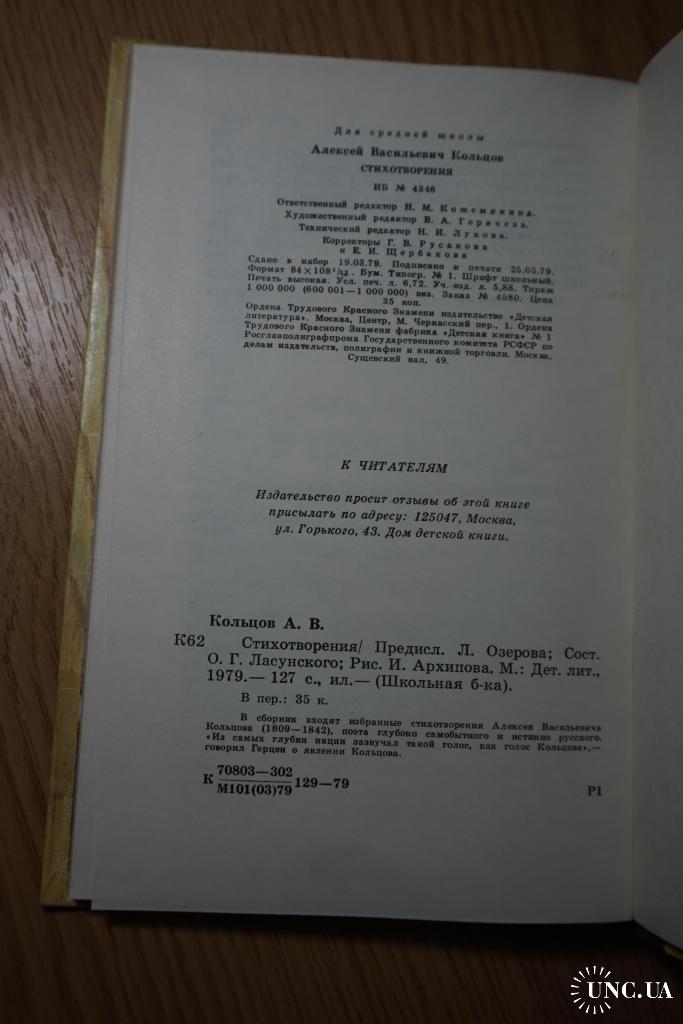 Для средней школы
Алексей Васильевич Кольцов
СТИХОТВОРЕНИЯ
ИБ № 4346
Ответственный редактор Н. М. Кожемякина.
Художественный редактор В. А. Горячева.
Технический редактор Н. И. Лукова.
Корректоры Г. В. Русакова
и Е. И. Щербакова
Сдано в набор 19.03.79. Подписано к печати 25.05.79.
Формат 84×108 1/32. Бум. Типогр. № 1. Шрифт школьный.
Печать высокая. Усл. печ. л. 6,72. Уч.-изд. л. 5,88. Тираж
1 000 000 (600 001—1 000 000) экз. Заказ № 4580. Цена
35 коп.
Ордена Трудового Красного Знамени издательство «Детская
литература». Москва, Центр, М. Черкасский пер., 1. Ордена
Трудового Красного Знамени фабрика «Детская книга» № 1
Росглавполиграфпрома Государственного комитета РСФСР по
делам издательств, полиграфии и книжной торговли. Москва,
Сущевский вал, 49.
К ЧИТАТЕЛЯМ
Издательство просит отзывы об этой книге
присылать по адресу: 125047, Москва,
ул. Горького, 43. Дом детской книги.
Кольцов А. В.
К62 Стихотворения/ Предисл. Л. Озерова; Сост.
О. Г. Ласунского; Рис. И. Архипова. М.: Дет. лит.,
1979.— 127 с., ил.— (Школьная б-ка).
В пер.: 35 к.
В сборник входят избранные стихотворения Алексея Васильевича
Кольцова (1809—1842), поэта глубоко самобытного и истинно русского.
«Из самых глубин нации зазвучал такой голос, как голос Кольцова»,—
говорил Герцен о явлении Кольцова.
К 70803—302
М101(03)79 129—79
Р1
UNC.UA